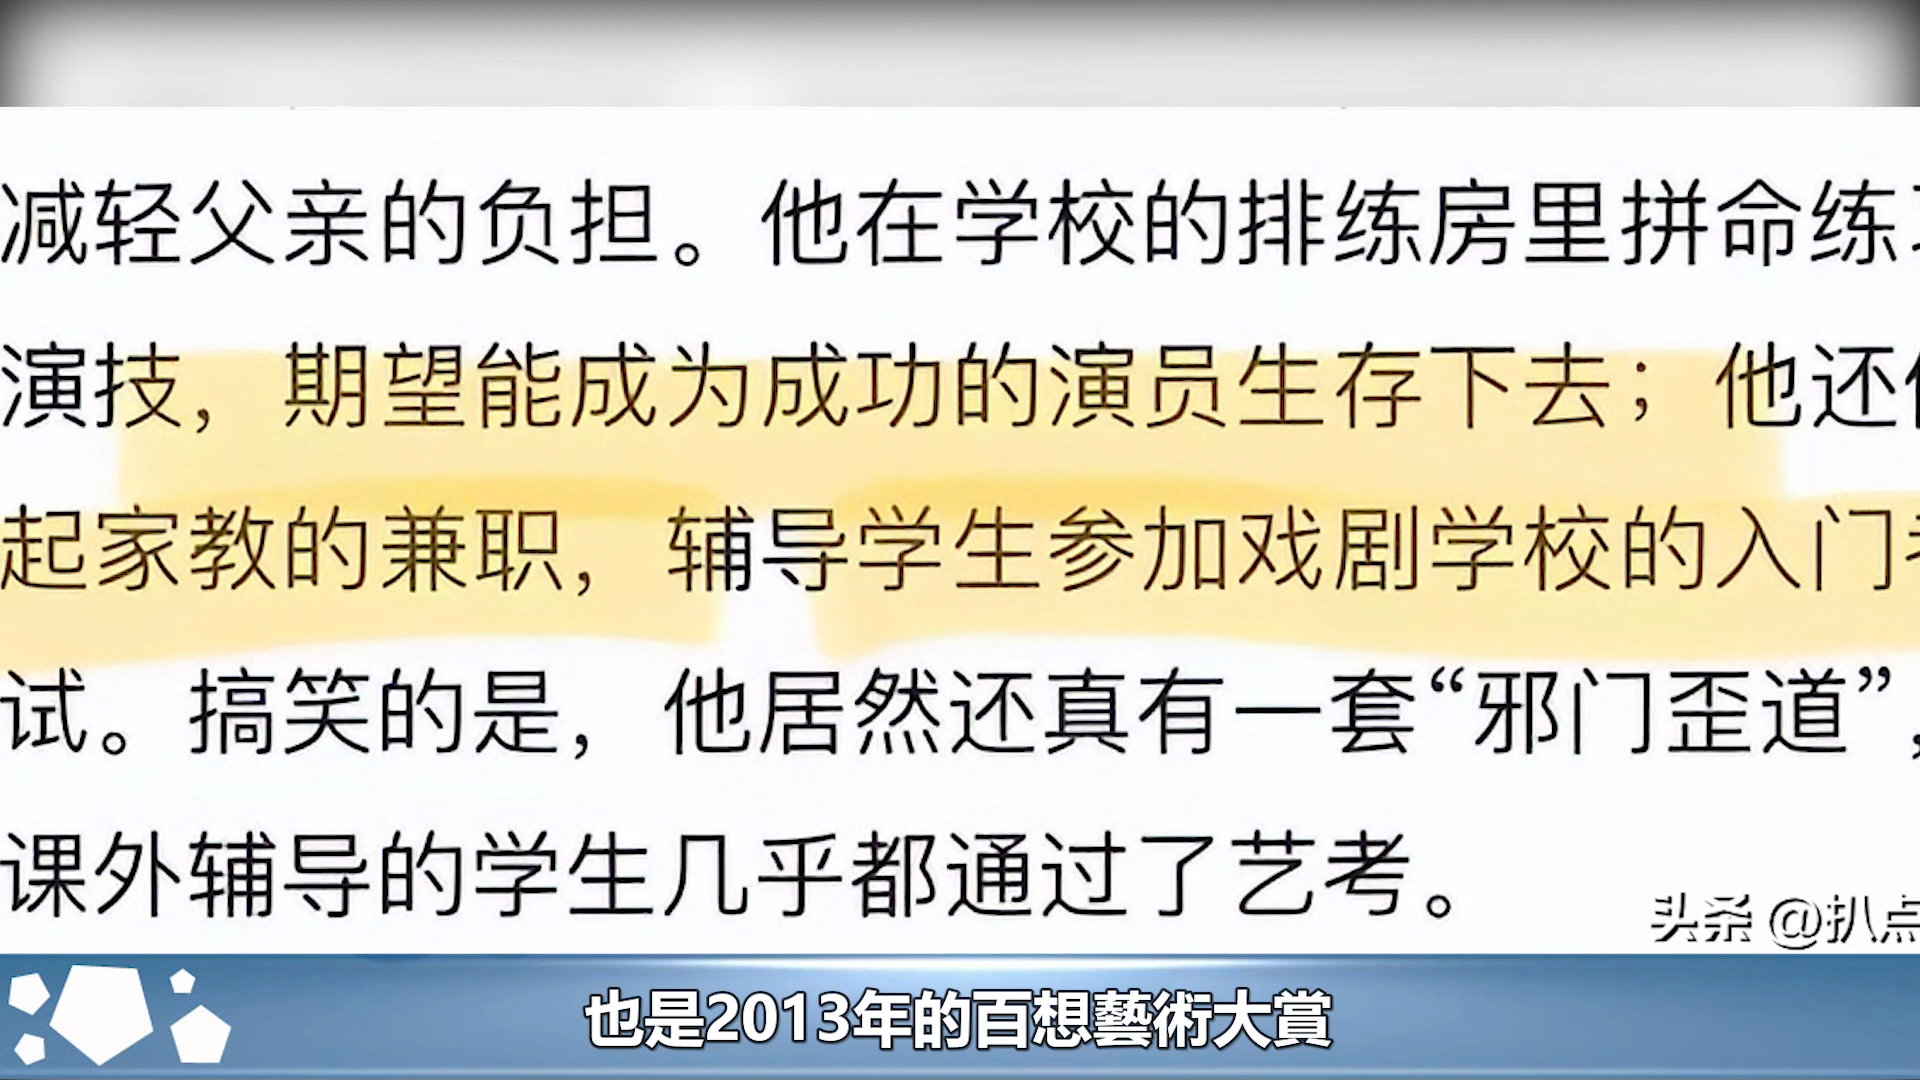 减轻父亲的负担。他在学校的排练房里拼命练
演技，期望能成为成功的演员生存下去；他还
起家教的兼职，辅导学生参加戏剧学校的入门
试。搞笑的是，他居然还真有一套“邪门歪道”，
课外辅导的学生几乎都通过了艺考。
头条 @扒点
也是2013年的百想藝術大賞